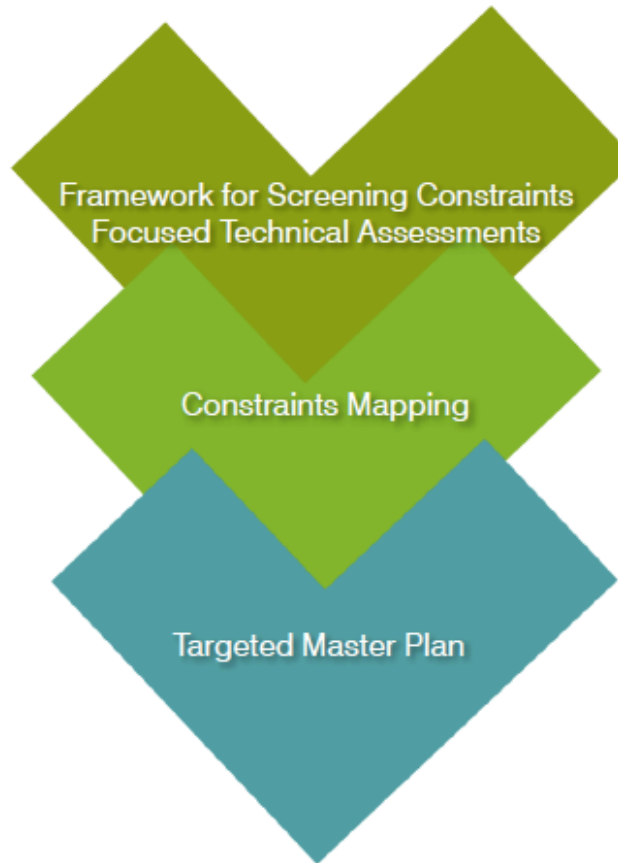 Framework for Screening Constraints
Focused Technical Assessments
Constraints Mapping
Targeted Master Plan